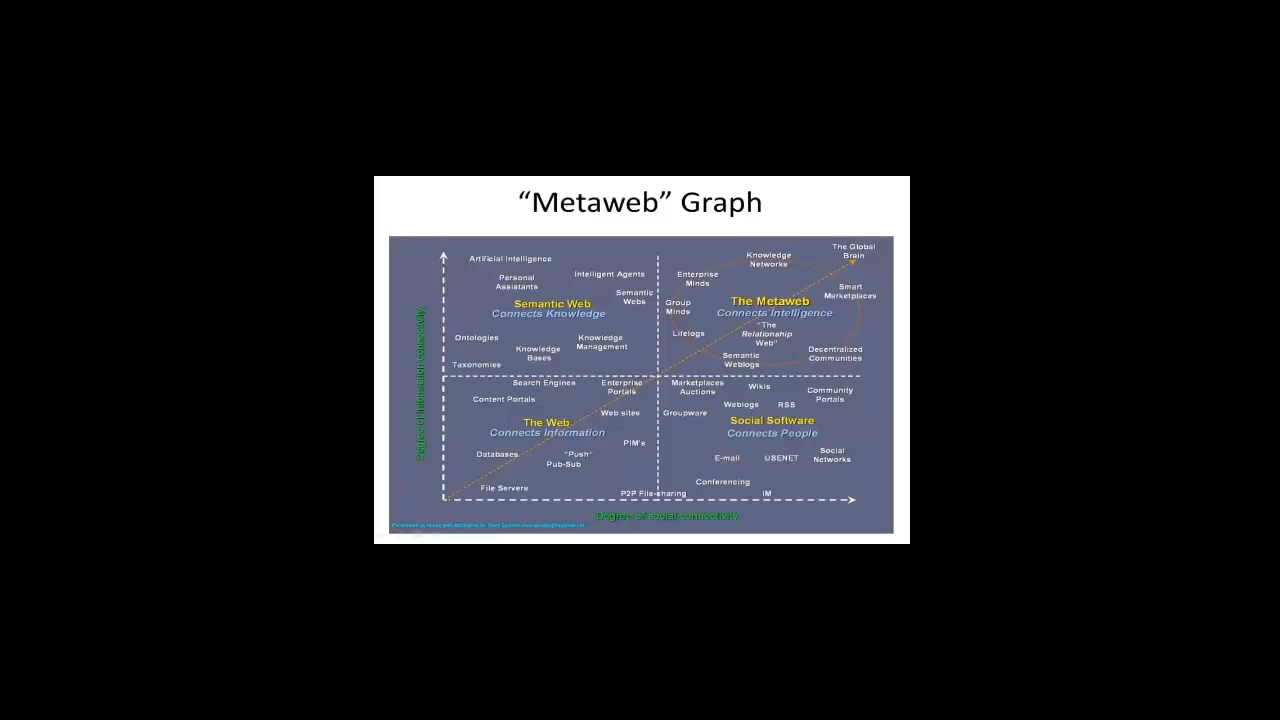 “Metaweb” Graph
The Global
Brain
Knowledge
Networks
Artificial Intelligence
Intelligent Agents
Personal
Assistants
Enterprise
Minds
Smart
Marketplaces
Semantic
Webs
Semantic Web
Connects Knowledge
Group
Minds
The Metaweb
Connects Intelligence
"The
Relationship
Web"
Lifelogs
Ontologies
Knowledge
Management
Knowledge
Bases
Taxonomies
Semantic
Weblogs
Decentralized
Communities
Search Engines
Enterprise
Portals
Marketplaces
Auctions
Wikis
Community
Portals
Content Portals
Weblogs
RSS
Web sites
Groupware
The Web
Connects Information
Social Software
Connects People
PIM's
Databases
"Push"
Pub-Sub
E-mail
USENET
Social
Networks
File Servers
Conferencing
P2P File-sharing
IM
Degree of Information connectivity
Degree of social connectivity